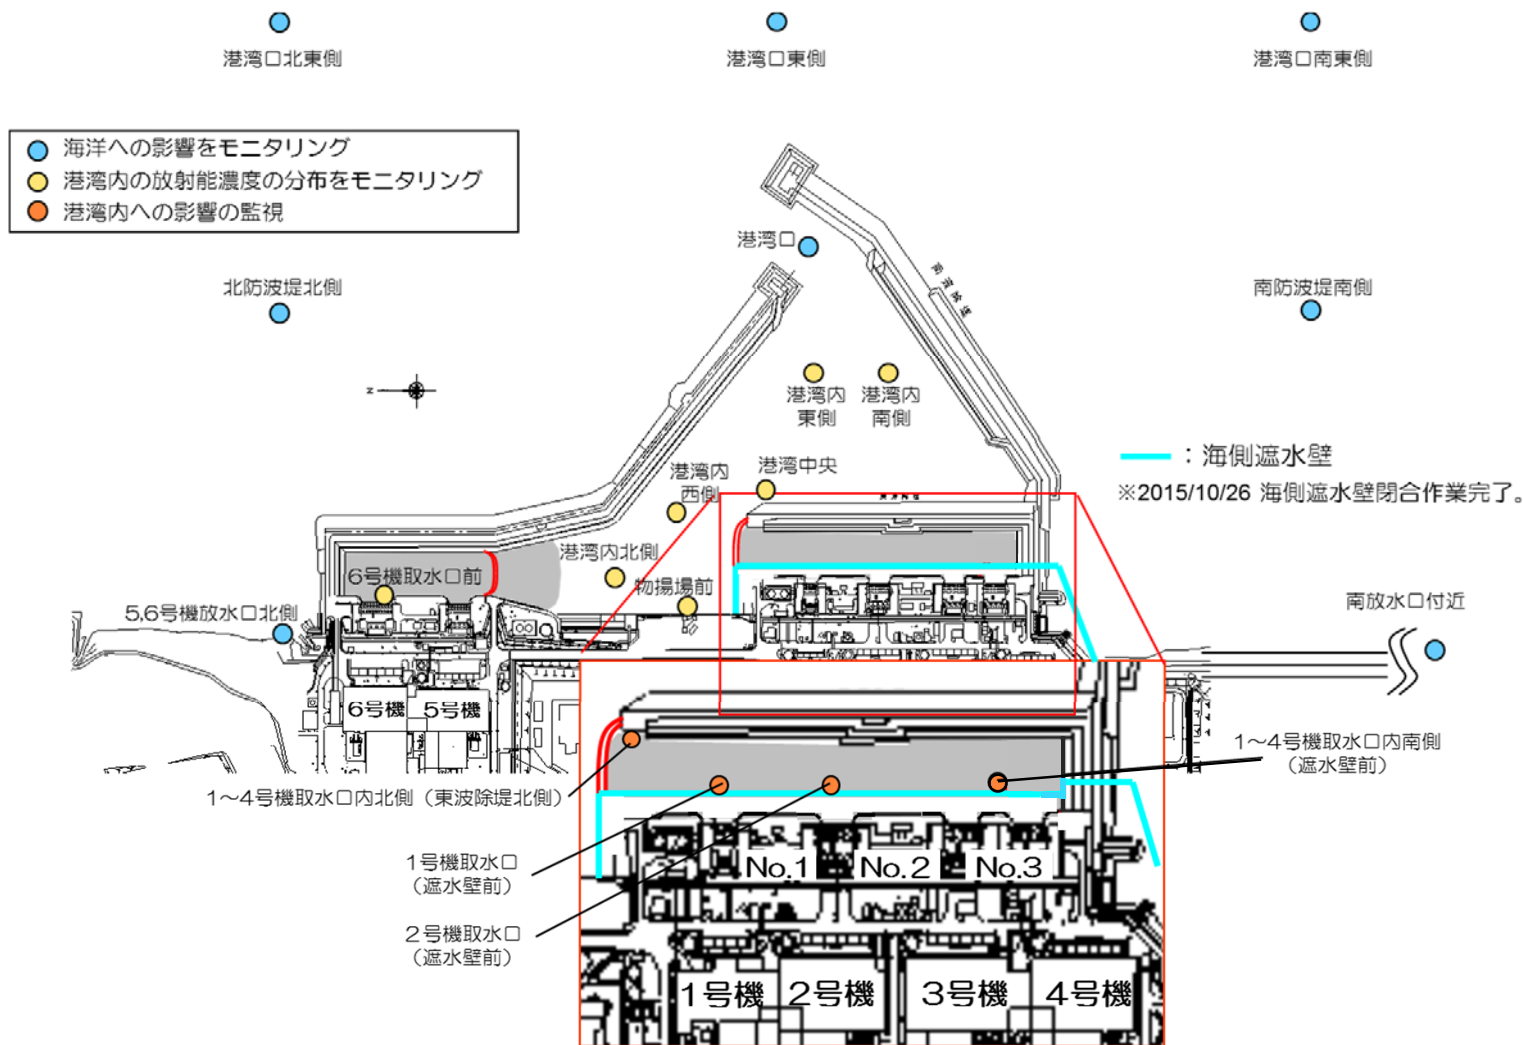 港湾口北東側
港湾口東側
港湾口南東側
海洋への影響をモニタリング
港湾内の放射能濃度の分布をモニタリング
港湾内への影響の監視
港湾口
北防波堤北側
南防波堤南側
N
港湾内
東側
港湾内
南側
：海側遮水壁
※2015/10/26 海側遮水壁閉合作業完了。
港湾内
西側
港湾中央
港湾内北側
6号機取水口前
物揚場前
5,6号機放水口北側
南放水口付近
6号機
5号機
1～4号機取水口内南側
（遮水壁前）
1～4号機取水口内北側（東波除堤北側）
1号機取水口
（遮水壁前）
2号機取水口
（遮水壁前）
No.1
No.2
No.3
1号機
2号機
3号機
4号機